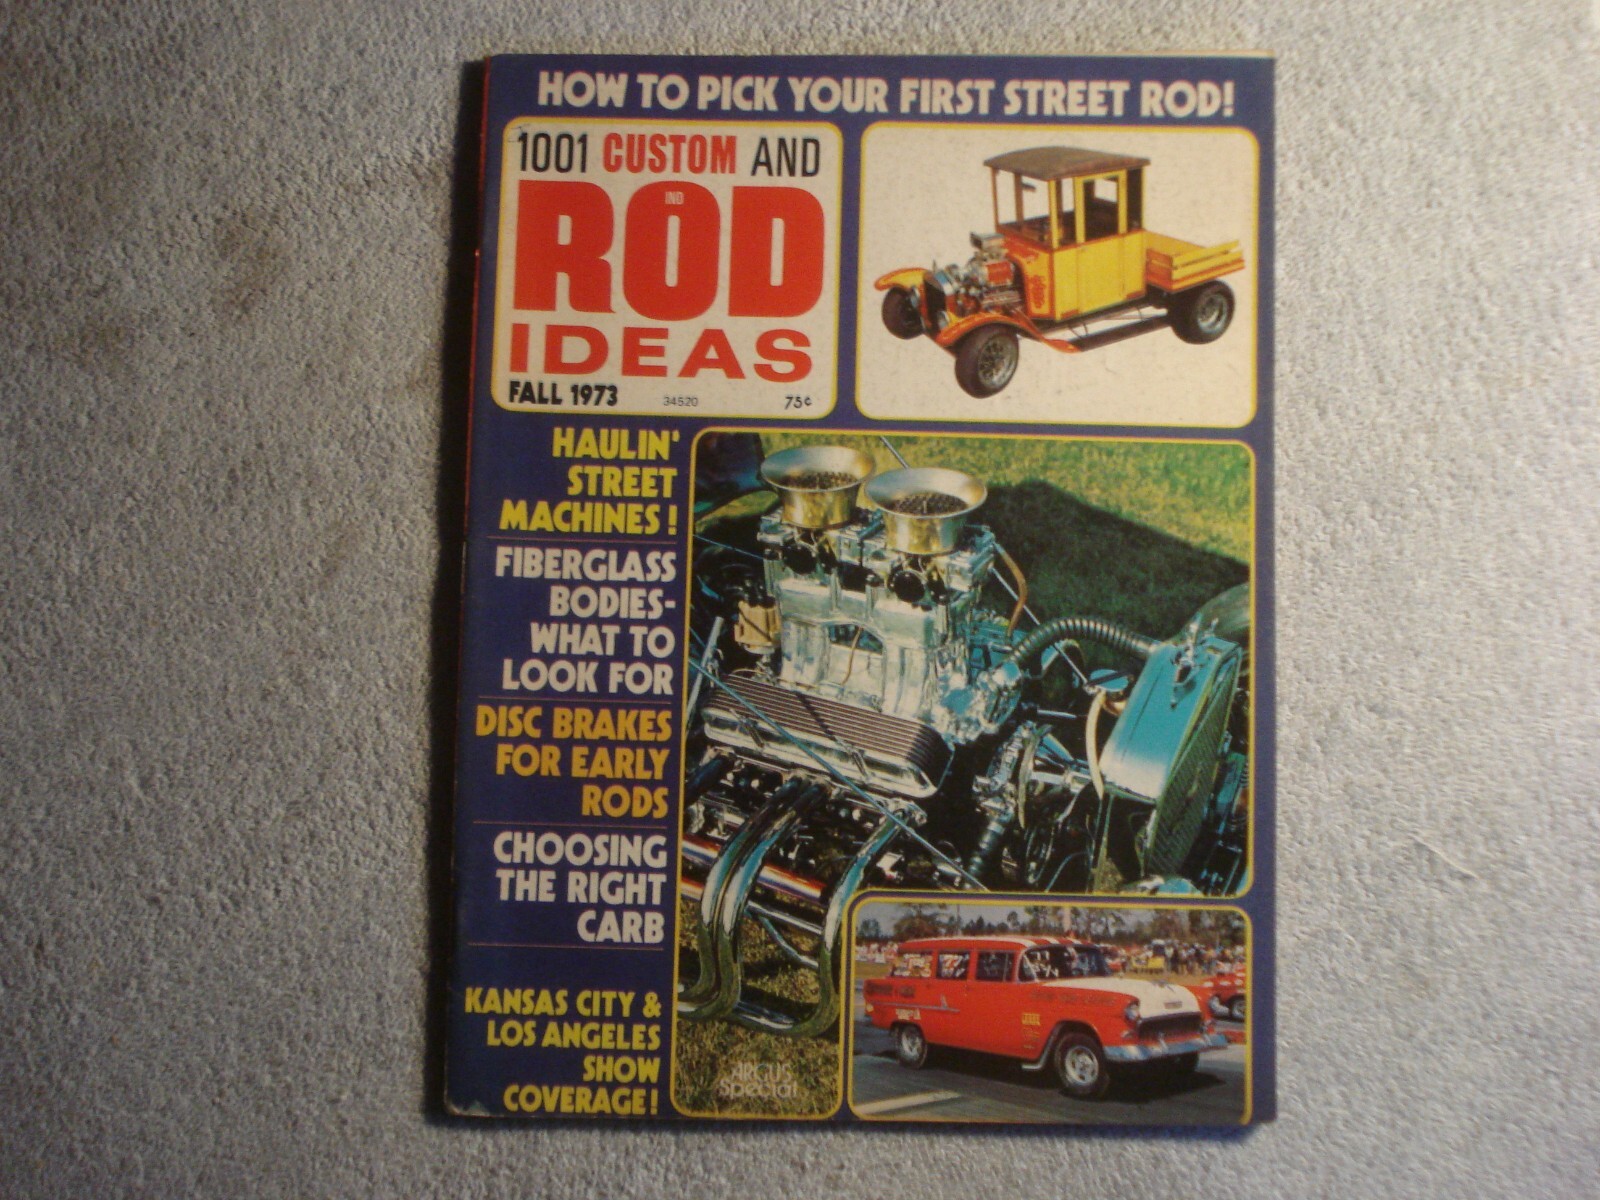 HOW TO PICK YOUR FIRST STREET ROD!
1001 CUSTOM AND
IND
ROD
IDEAS
FALL 1973 34520 75¢
HAULIN'
STREET
MACHINES!
FIBERGLASS
BODIES-
WHAT TO
LOOK FOR
DISC BRAKES
FOR EARLY
RODS
CHOOSING
THE RIGHT
CARB
KANSAS CITY &
LOS ANGELES
SHOW
COVERAGE!
ARGUS
Special